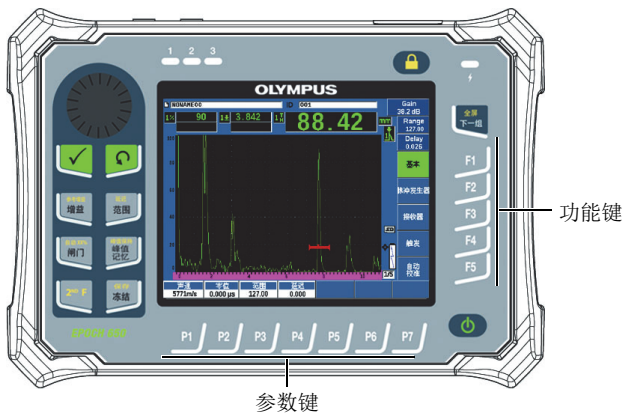 1 2 3
OLYMPUS
NONAME00 ID 001
Gain
38.2 dB
1% 90 3.842 88.42
Range
127.00
Delay
0.026
基本
脉冲发生器
接收器
触发
自动
校准
1/5
声速 零位 范围 延迟
5773m/s 0.000 µs 127.00 0.000
增益
范围
闸门
峰值
记忆
2ND F
冻结
EPOCH 650
全屏
下一组
F1
F2
F3
F4
F5
功能键
P1 P2 P3 P4 P5 P6 P7
参数键